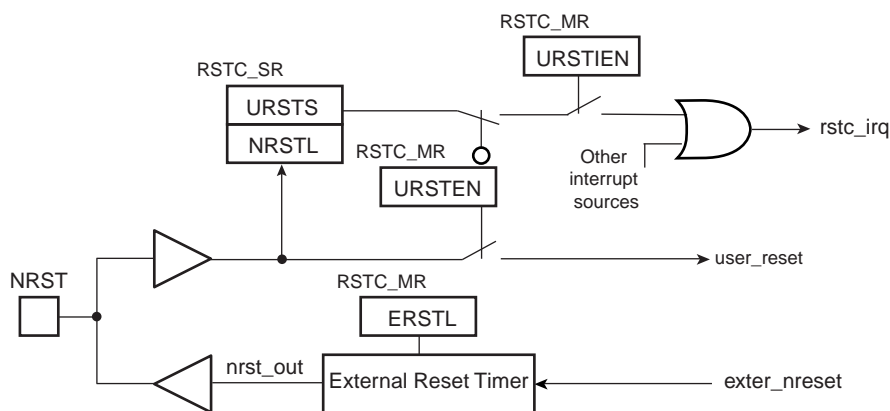 RSTC_MR
URSTIEN
RSTC_SR
URSTS
NRSTL
RSTC_MR
URSTEN
rstc_irq
Other
interrupt
sources
user_reset
NRST
RSTC_MR
ERSTL
nrst_out
External Reset Timer
exter_nreset